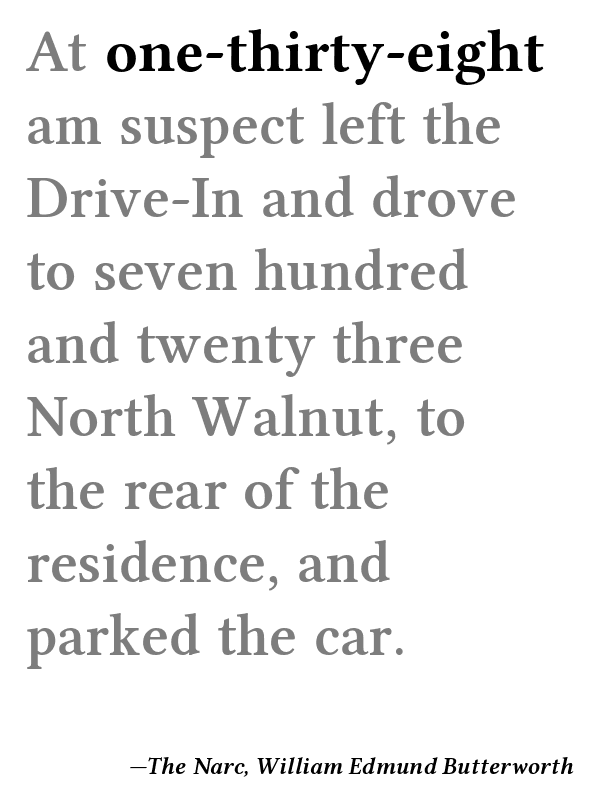 At one-thirty-eight
am suspect left the
Drive-In and drove
to seven hundred
and twenty three
North Walnut, to
the rear of the
residence, and
parked the car.
—The Narc, William Edmund Butterworth